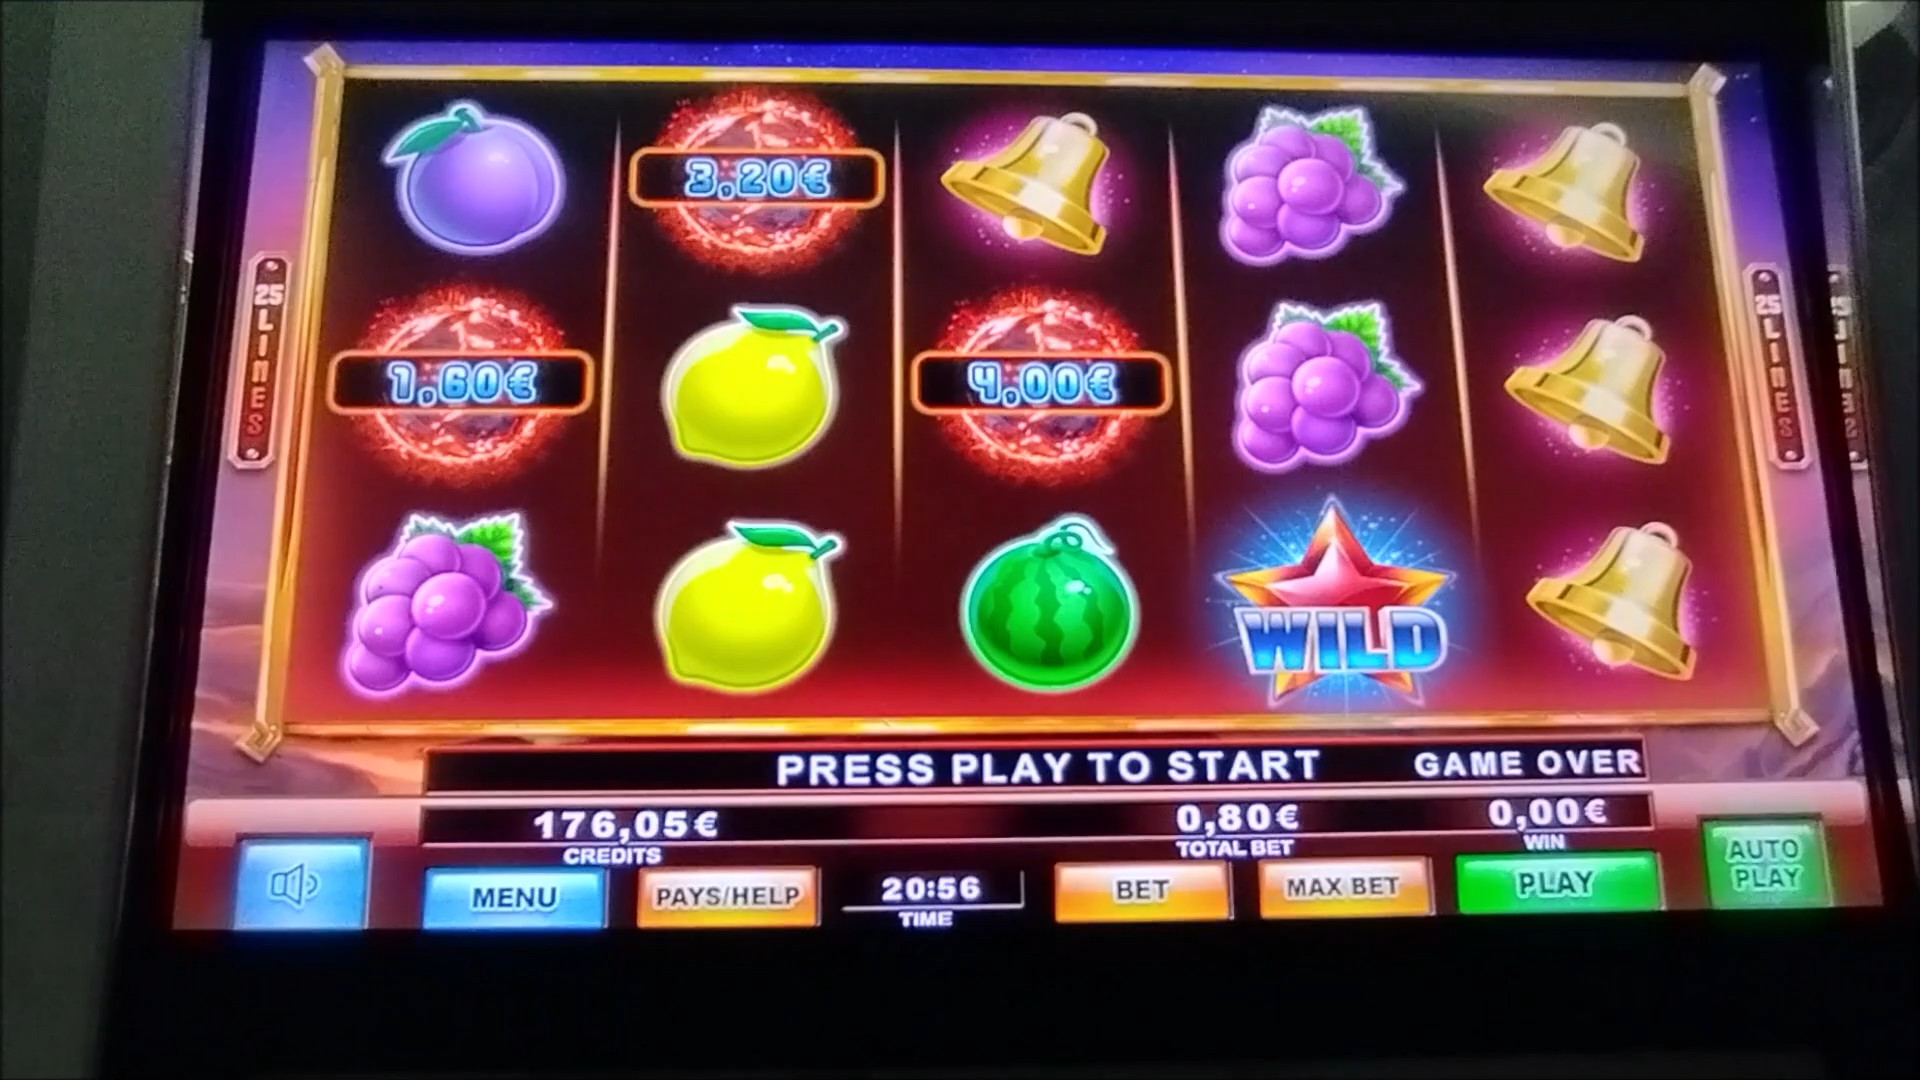 3,20€
25 LINES
25 LINES
1,60€
4,00€
WILD
PRESS PLAY TO START
GAME OVER
176,05€
0,80€
0,00€
CREDITS
TOTAL BET
WIN
MENU
PAYS/HELP
20:56
TIME
BET
MAX BET
PLAY
AUTO
PLAY